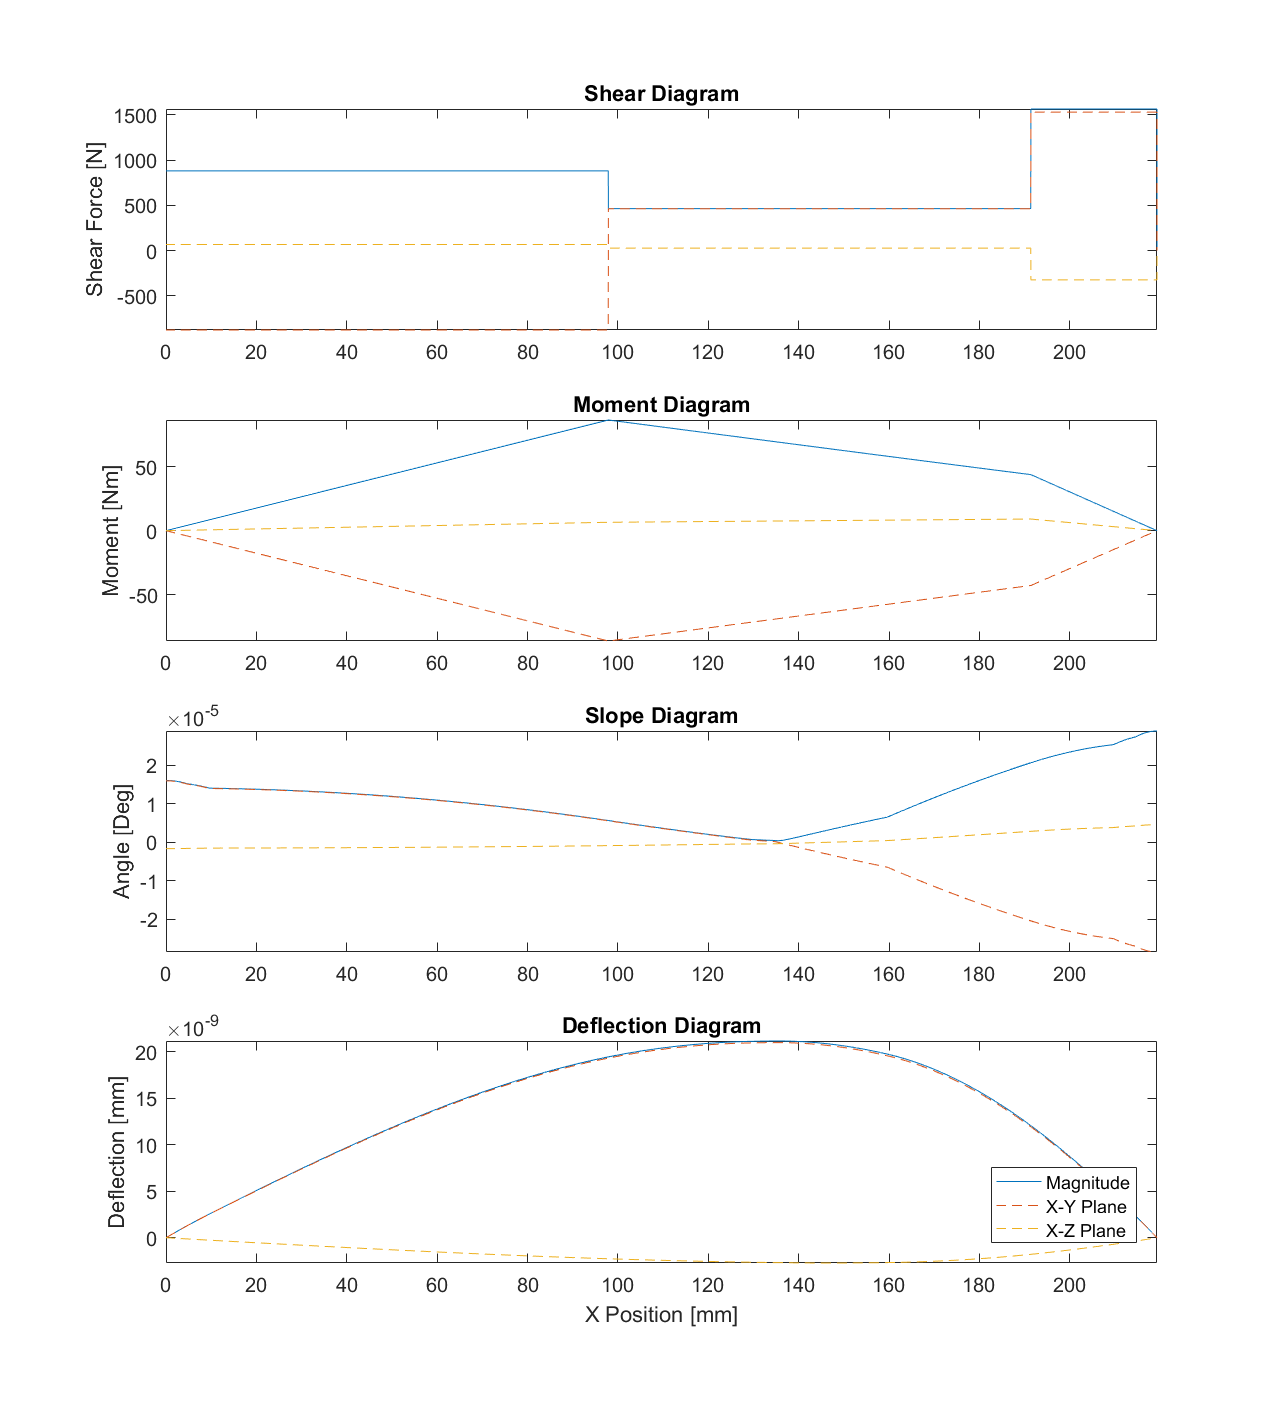 Shear Diagram
Shear Force [N]
1500
1000
500
0
-500
0 20 40 60 80 100 120 140 160 180 200
Moment Diagram
Moment [Nm]
50
0
-50
0 20 40 60 80 100 120 140 160 180 200
×10-5
Slope Diagram
Angle [Deg]
2
1
0
-1
-2
0 20 40 60 80 100 120 140 160 180 200
×10-9
Deflection Diagram
Deflection [mm]
20
15
10
5
0
Magnitude
X-Y Plane
X-Z Plane
0 20 40 60 80 100 120 140 160 180 200
X Position [mm]